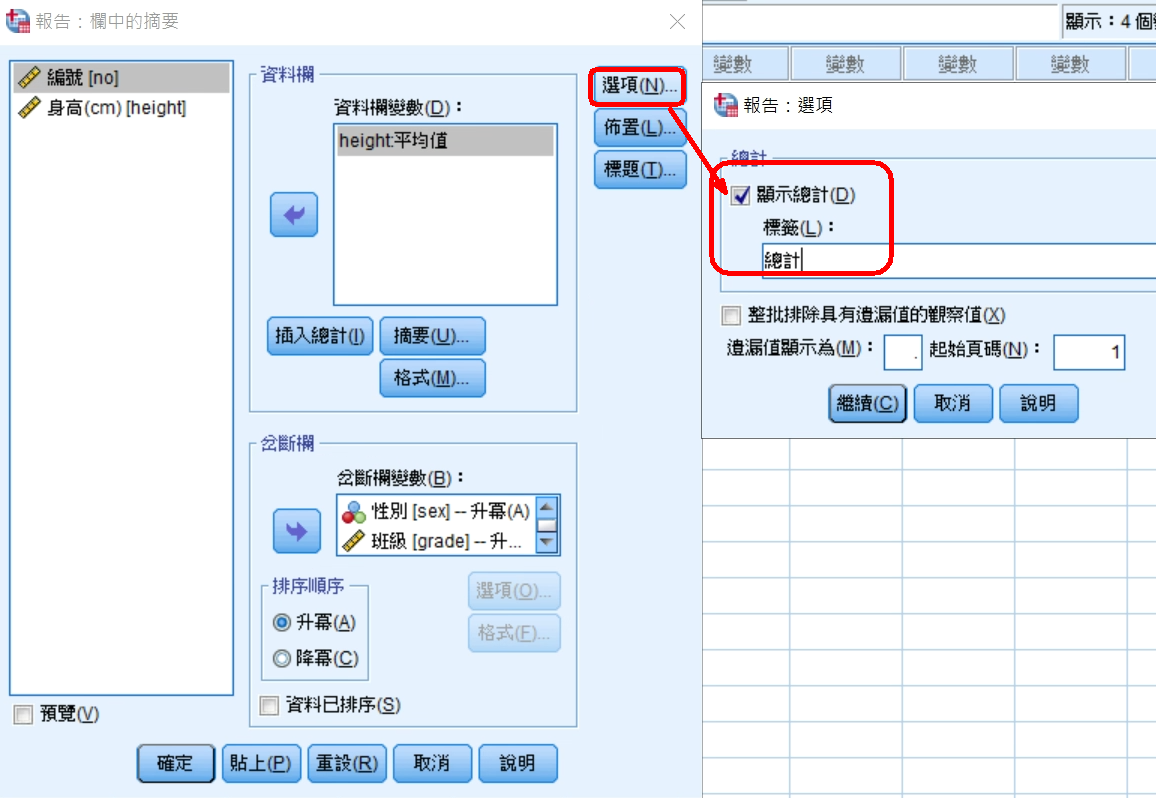 報告：欄中的摘要
編號 [no]
身高(cm) [height]
資料欄
資料欄變數(D)：
height:平均值
插入總計(I)
摘要(U)...
格式(M)...
岔斷欄
岔斷欄變數(B)：
性別 [sex] -- 升冪(A)
班級 [grade] -- 升...
排序順序
升冪(A)
降冪(C)
選項(O)...
格式(F)...
資料已排序(S)
預覽(V)
確定
貼上(P)
重設(R)
取消
說明
選項(N)...
佈置(L)...
標題(T)...
顯示：4 個
變數
變數
變數
變數
報告：選項
總計
顯示總計(D)
標籤(L)：
總計
整批排除具有遺漏值的觀察值(X)
遺漏值顯示為(M)： . 起始頁碼(N)： 1
繼續(C)
取消
說明